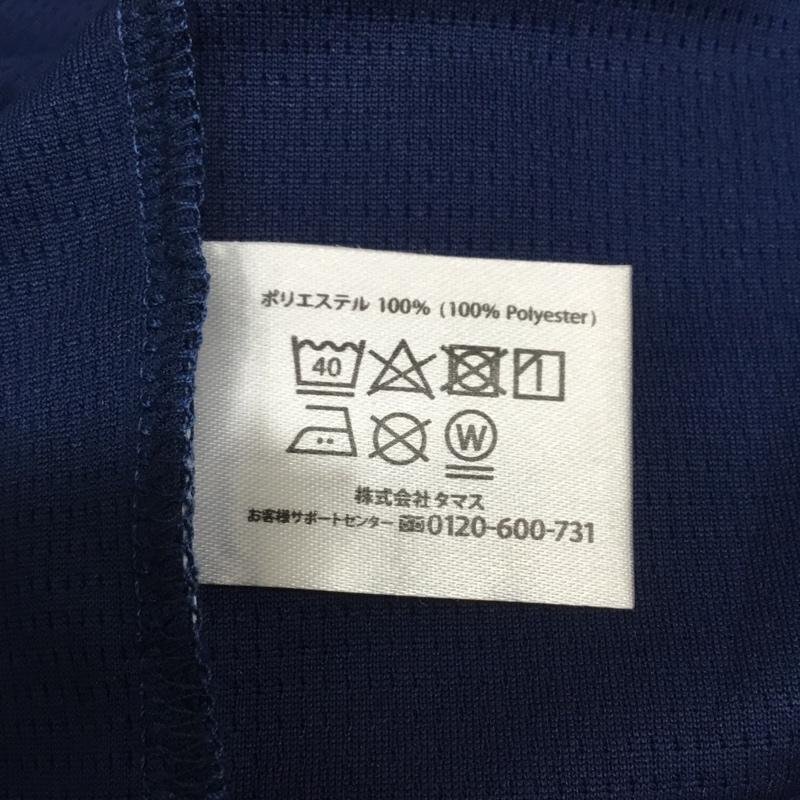 ポリエステル 100% (100% Polyester)
40
W
株式会社タマス
お客様サポートセンター 0120-600-731